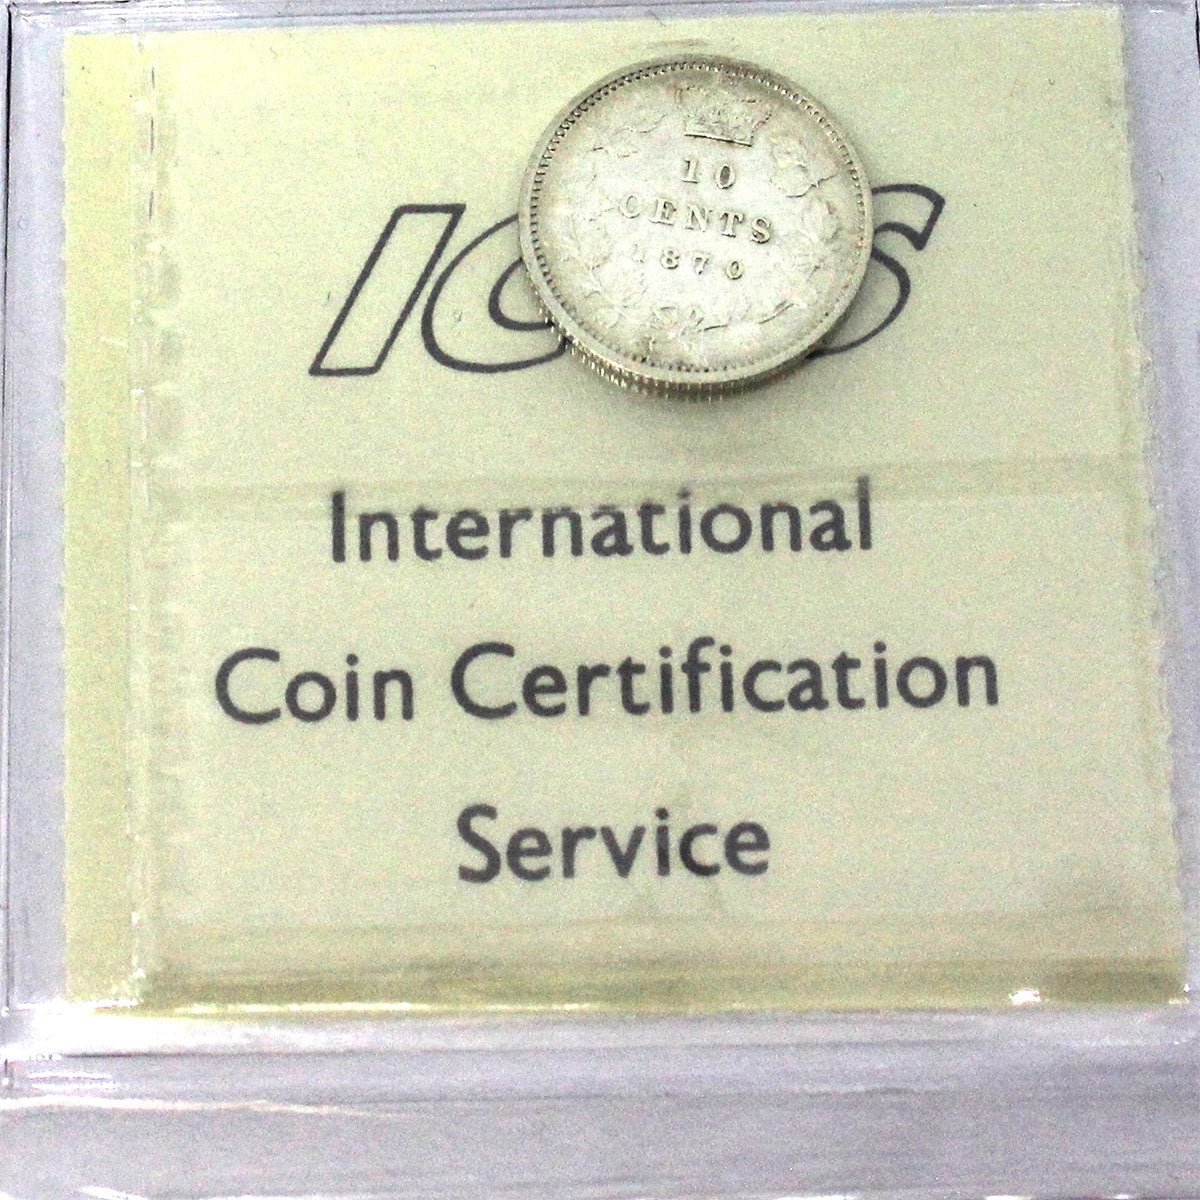 10
CENTS
1870
ICCS
International
Coin Certification
Service